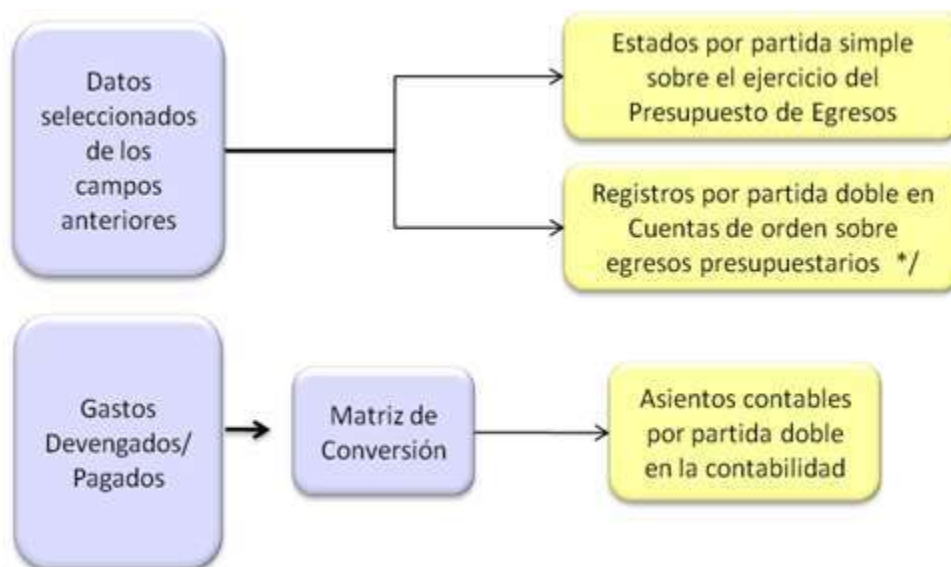 Datos
seleccionados
de los
campos
anteriores
Estados por partida simple
sobre el ejercicio del
Presupuesto de Egresos
Registros por partida doble en
Cuentas de orden sobre
egresos presupuestarios */
Gastos
Devengados/
Pagados
Matriz de
Conversión
Asientos contables
por partida doble
en la contabilidad